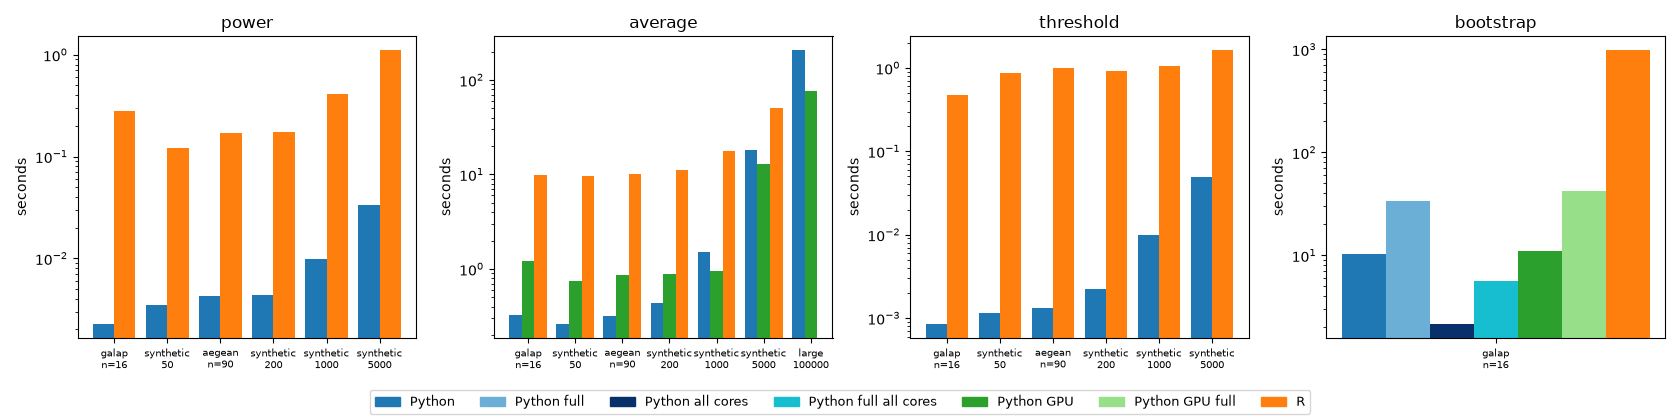 power
average
threshold
bootstrap
seconds
10⁰
10⁻¹
10⁻²
galap
n=16
synthetic
50
aegean
n=90
synthetic
200
synthetic
1000
synthetic
5000
seconds
10²
10¹
10⁰
galap
n=16
synthetic
50
aegean
n=90
synthetic
200
synthetic
1000
synthetic
5000
large
100000
seconds
10⁰
10⁻¹
10⁻²
10⁻³
galap
n=16
synthetic
50
aegean
n=90
synthetic
200
synthetic
1000
synthetic
5000
seconds
10³
10²
10¹
galap
n=16
Python
Python full
Python all cores
Python full all cores
Python GPU
Python GPU full
R